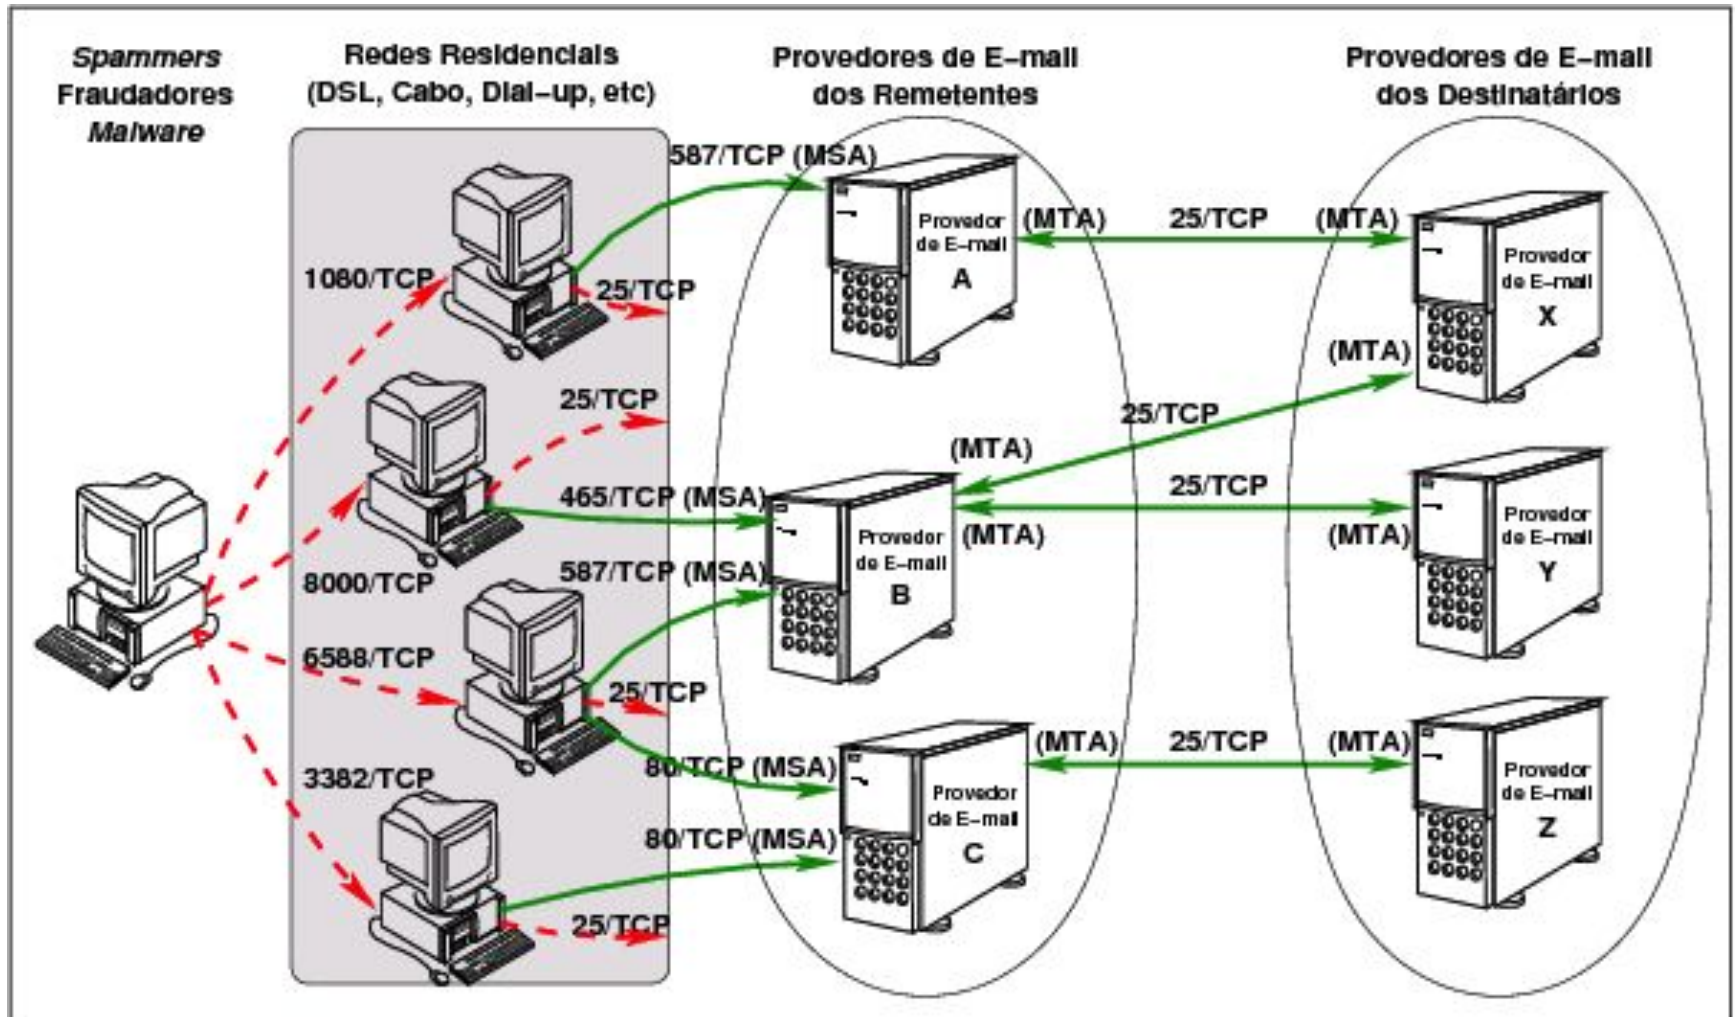 Spammers
Fraudadores
Malware
Redes Residenciais
(DSL, Cabo, Dial-up, etc)
Provedores de E-mail
dos Remetentes
Provedores de E-mail
dos Destinatários
587/TCP (MSA)
1080/TCP
25/TCP
Provedor
de E-mail
A
(MTA)
25/TCP
(MTA)
Provedor
de E-mail
X
(MTA)
25/TCP
25/TCP
(MTA)
465/TCP (MSA)
25/TCP
(MTA)
(MTA)
Provedor
de E-mail
B
Provedor
de E-mail
Y
8000/TCP
587/TCP (MSA)
6588/TCP
25/TCP
(MTA)
25/TCP
(MTA)
3382/TCP
80/TCP (MSA)
Provedor
de E-mail
C
Provedor
de E-mail
Z
80/TCP (MSA)
25/TCP